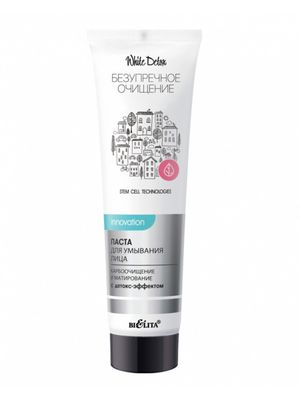 White Detox
БЕЗУПРЕЧНОЕ
ОЧИЩЕНИЕ
STEM CELL TECHNOLOGIES
innovation
ПАСТА
ДЛЯ УМЫВАНИЯ
ЛИЦА
КАРБООЧИЩЕНИЕ
И МАТИРОВАНИЕ
С ДЕТОКС-ЭФФЕКТОМ
BIELITA